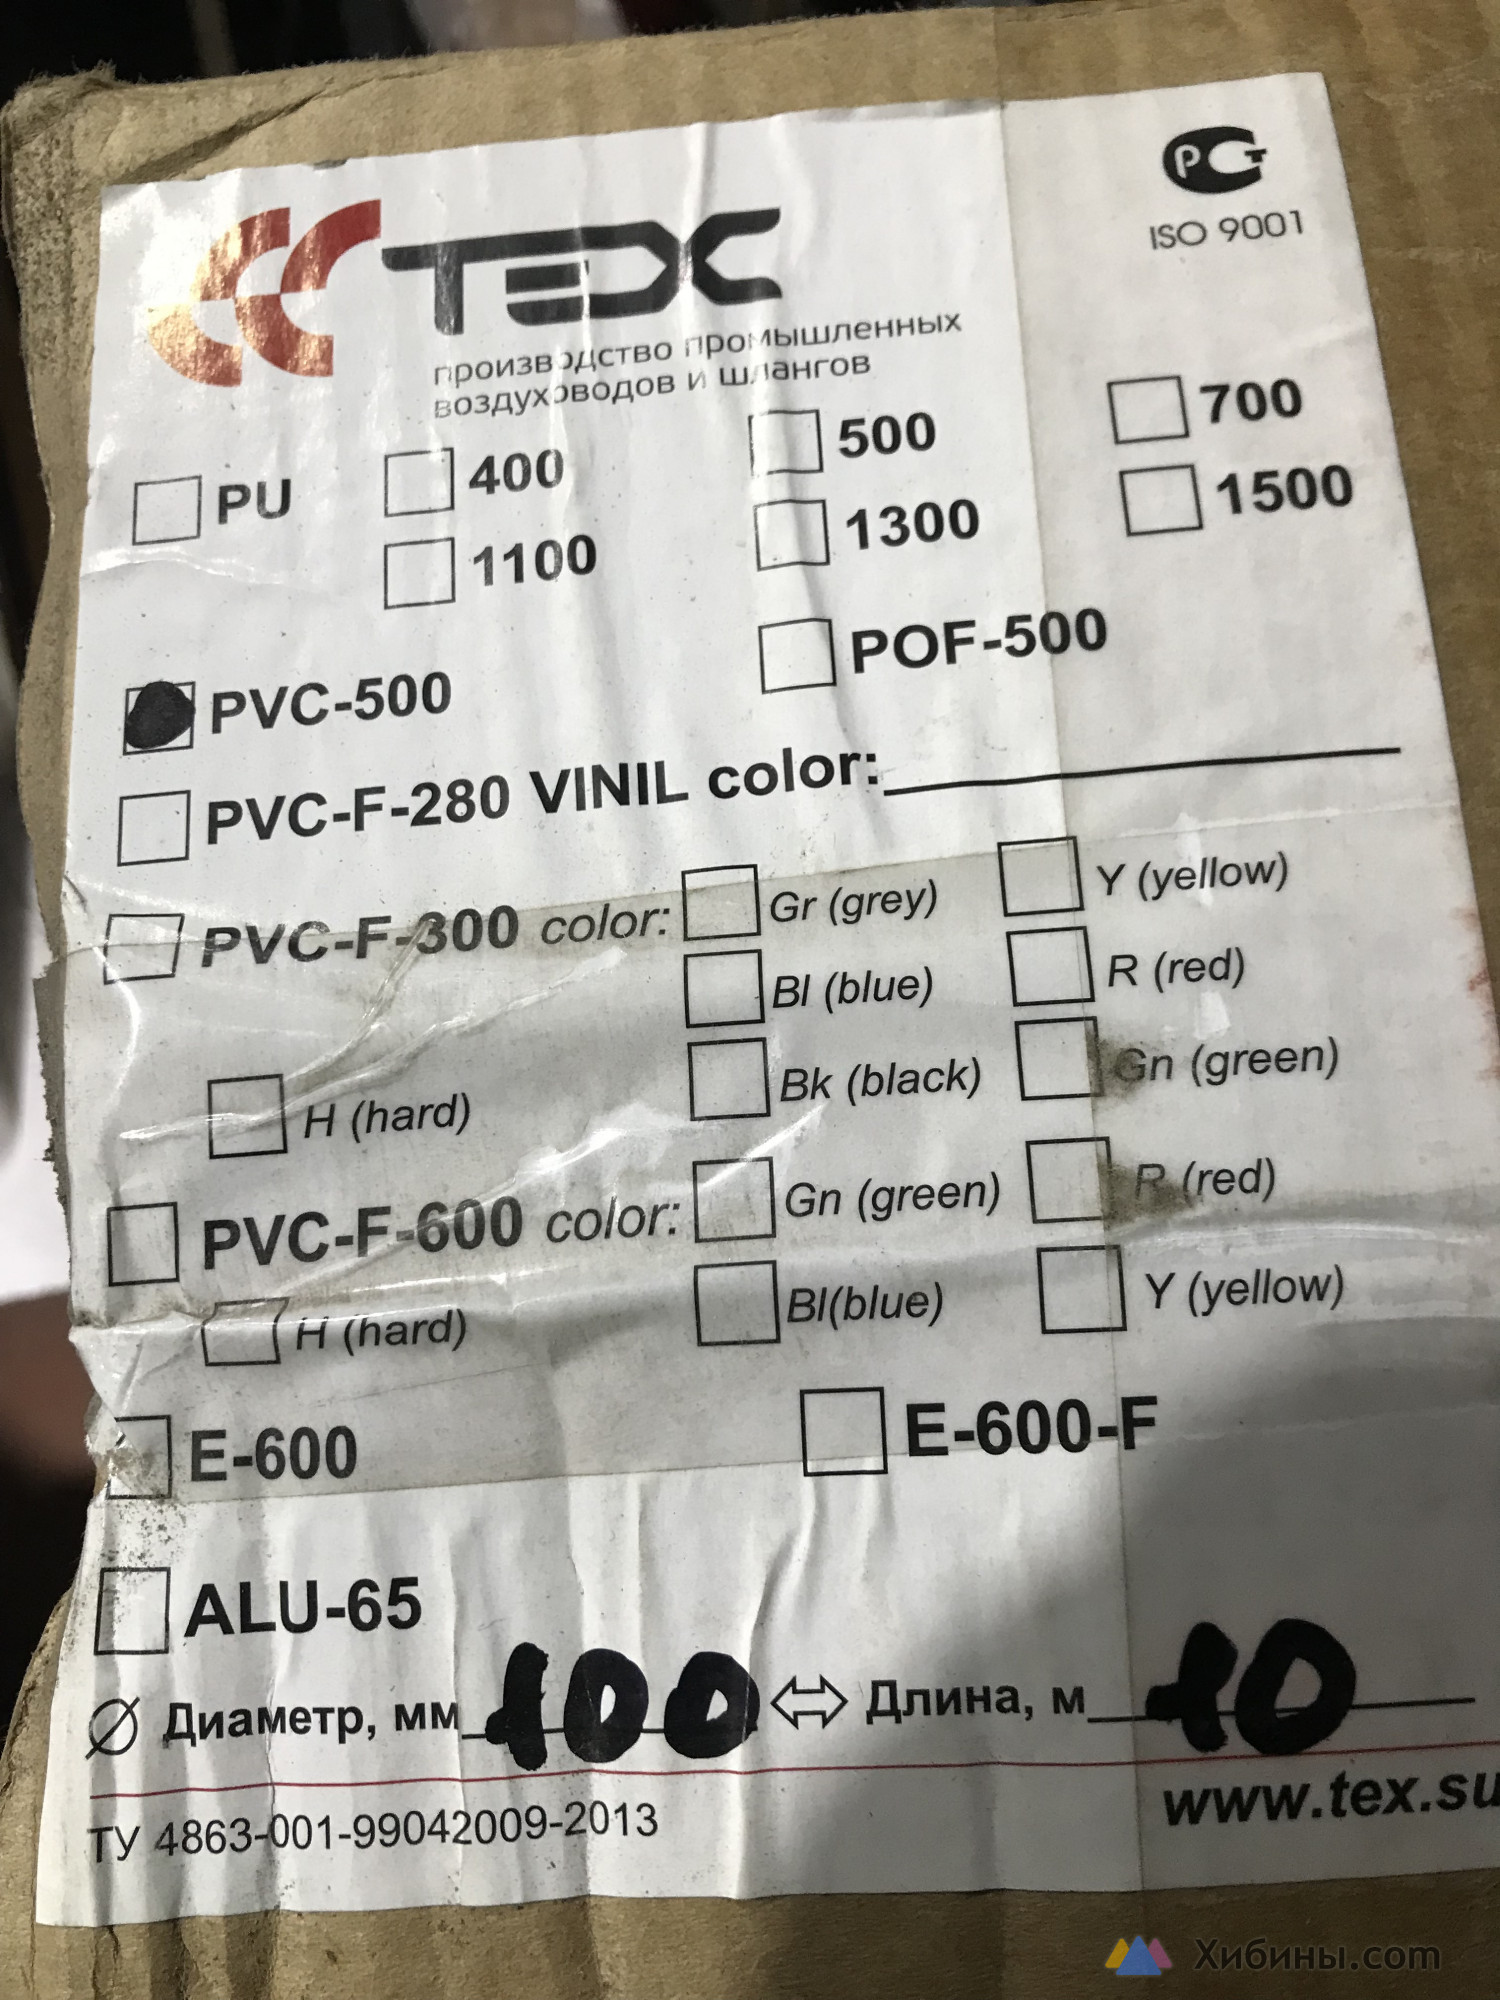 РСТ
ISO 9001
ТЕХ
производство промышленных
воздуховодов и шлангов
PU 400 500 700
1100 1300 1500
PVC-500 POF-500
PVC-F-280 VINIL color:
PVC-F-300 color: Gr (grey) Y (yellow)
Bl (blue) R (red)
H (hard) Bk (black) Gn (green)
PVC-F-600 color: Gn (green) R (red)
H (hard) Bl(blue) Y (yellow)
E-600 E-600-F
ALU-65
Ø Диаметр, мм 100 ⇔ Длина, м 10
www.tex.su
ТУ 4863-001-99042009-2013
Хибины.com